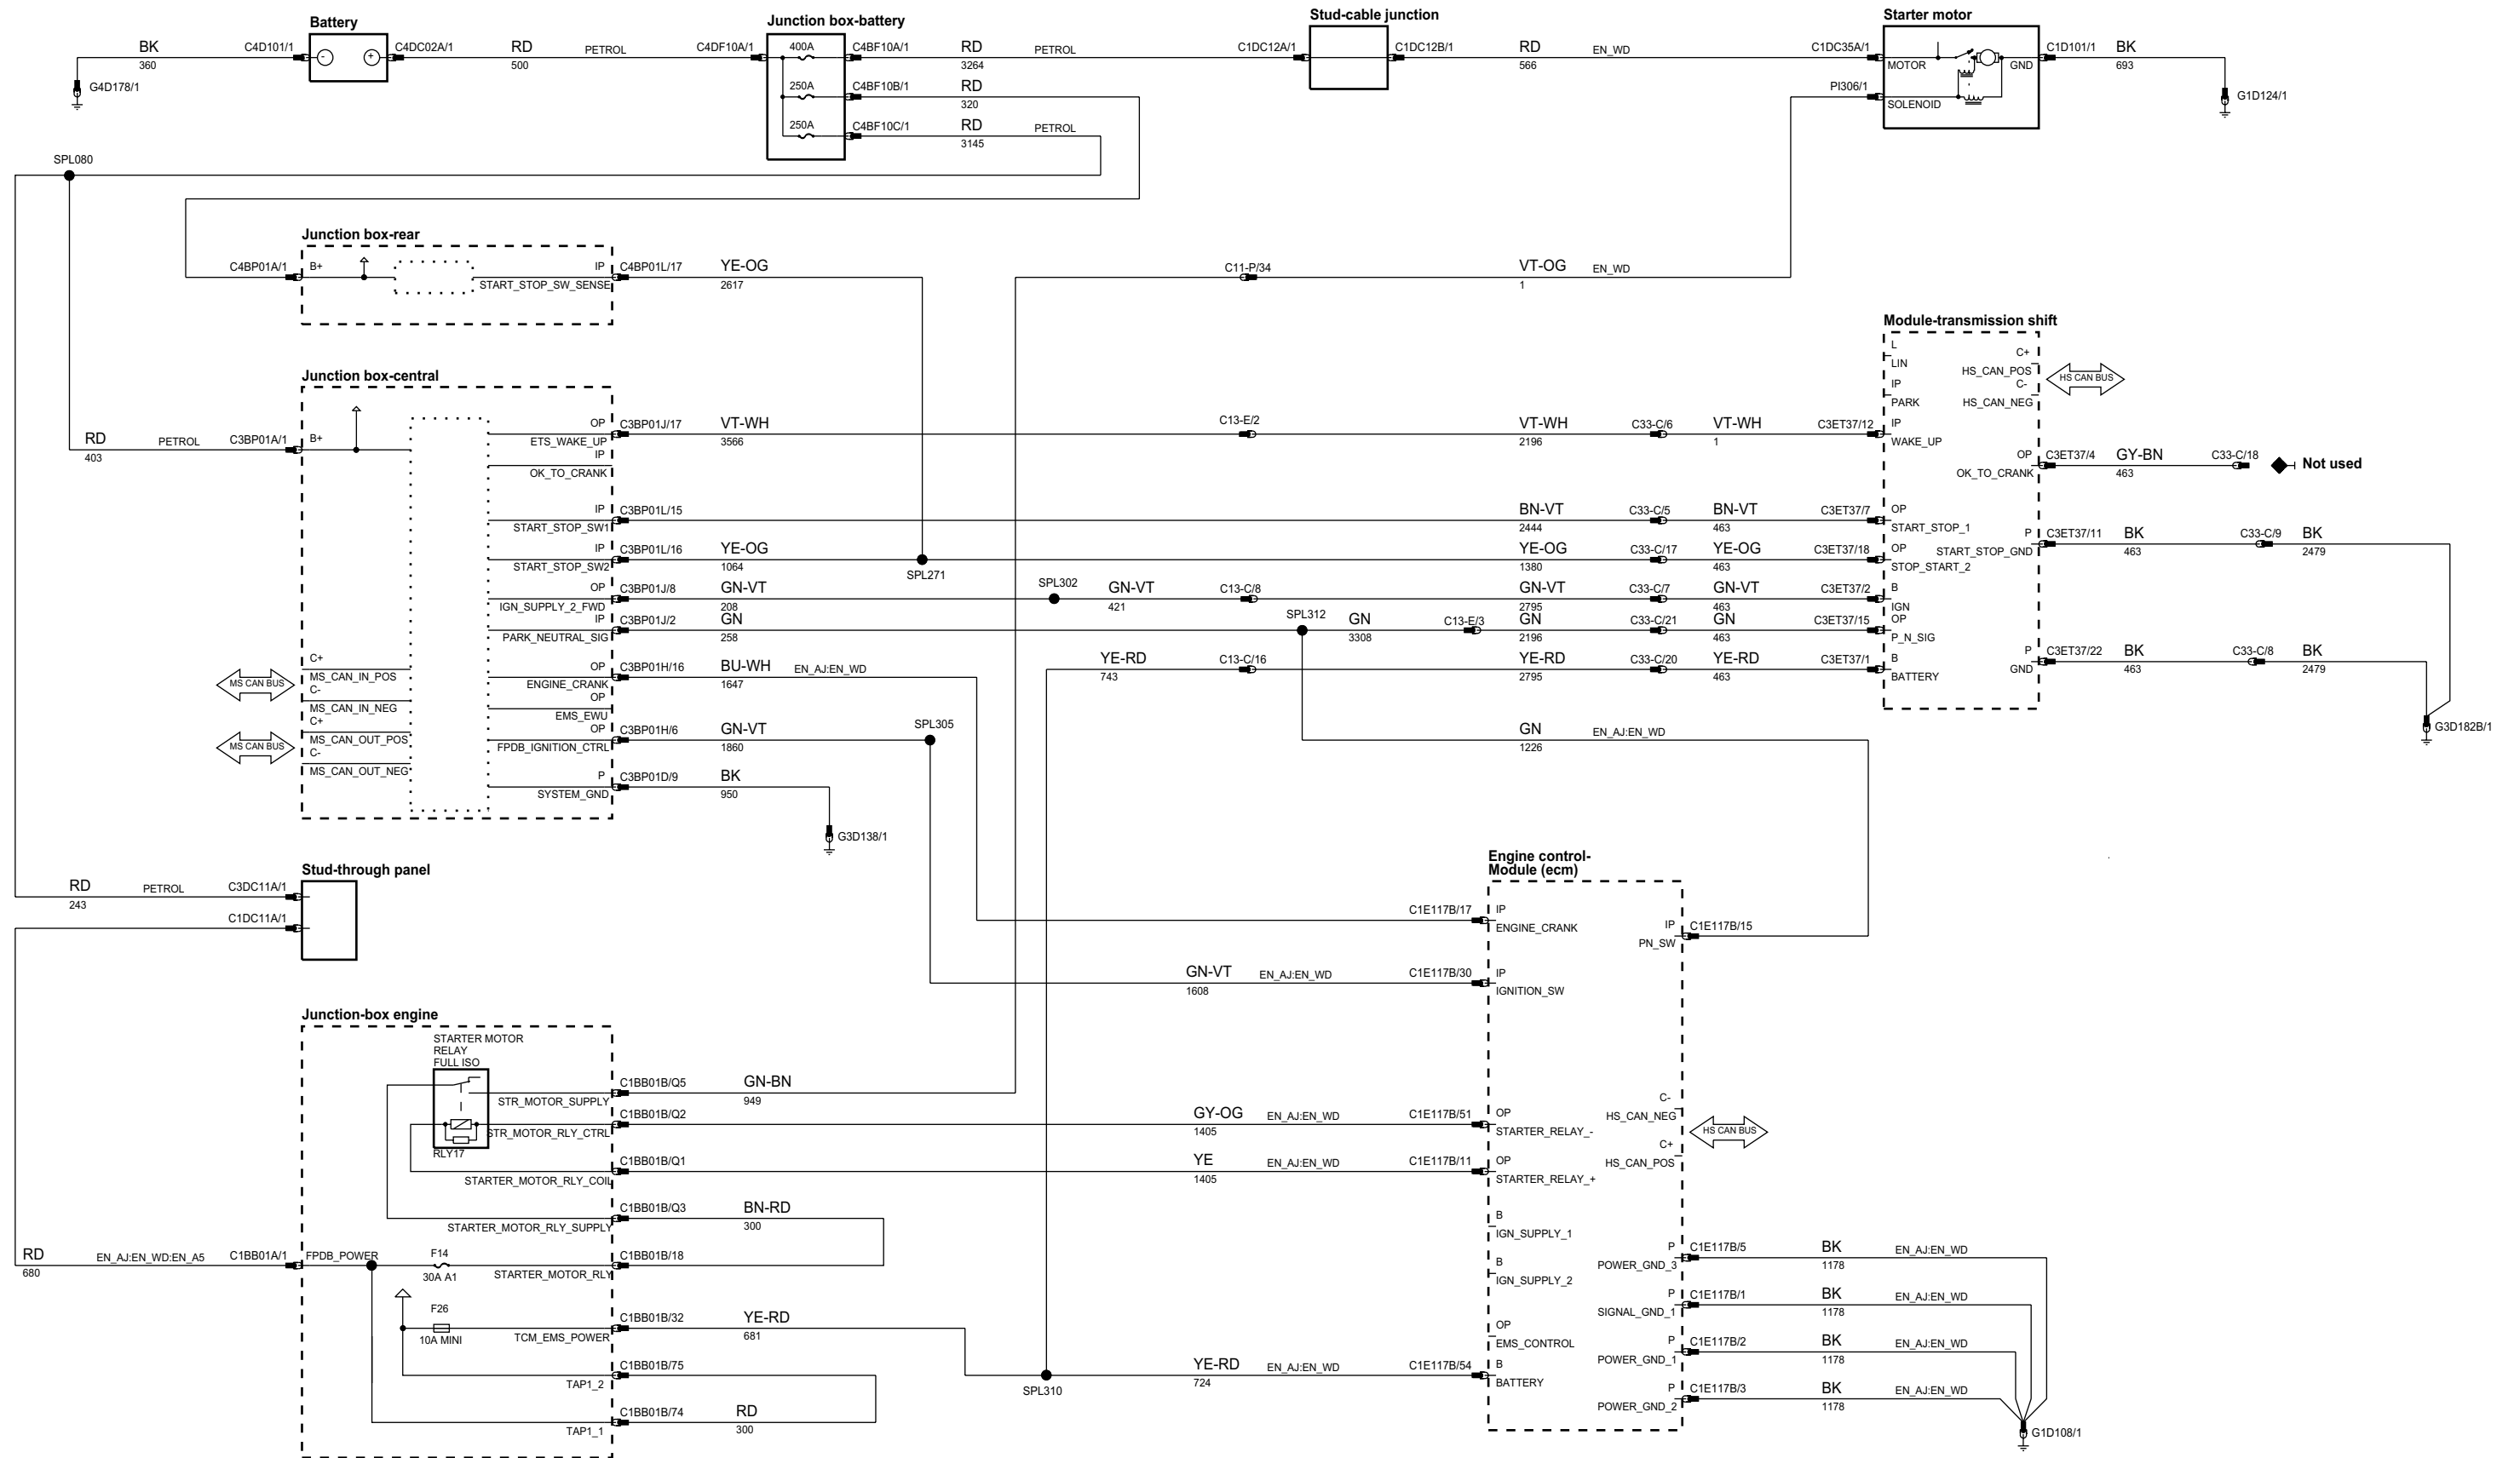 Battery
Junction box-battery
Stud-cable junction
Starter motor
BK
360
C4D101/1
-
+
C4DC02A/1
RD
500
PETROL
C4DF10A/1
400A
C4BF10A/1
RD
3264
PETROL
C1DC12A/1
C1DC12B/1
RD
566
EN_WD
C1DC35A/1
MOTOR
GND
C1D101/1
BK
693
G4D178/1
250A
C4BF10B/1
RD
320
PI306/1
SOLENOID
G1D124/1
250A
C4BF10C/1
RD
3145
PETROL
SPL080
Junction box-rear
C4BP01A/1
B+
IP
START_STOP_SW_SENSE
C4BP01L/17
YE-OG
2617
C11-P/34
VT-OG
1
EN_WD
Module-transmission shift
L
LIN
C+
HS_CAN_POS
IP
PARK
C-
HS_CAN_NEG
HS CAN BUS
Junction box-central
RD
403
PETROL
C3BP01A/1
B+
OP
ETS_WAKE_UP
C3BP01J/17
VT-WH
3566
C13-E/2
VT-WH
2196
C33-C/6
VT-WH
1
C3ET37/12
IP
WAKE_UP
IP
OK_TO_CRANK
OP
OK_TO_CRANK
C3ET37/4
GY-BN
463
C33-C/18
Not used
IP
START_STOP_SW1
C3BP01L/15
BN-VT
2444
C33-C/5
BN-VT
463
C3ET37/7
OP
START_STOP_1
P
START_STOP_GND
C3ET37/11
BK
463
C33-C/9
BK
2479
IP
START_STOP_SW2
C3BP01L/16
YE-OG
1064
SPL271
YE-OG
1380
C33-C/17
YE-OG
463
C3ET37/18
OP
STOP_START_2
OP
IGN_SUPPLY_2_FWD
C3BP01J/8
GN-VT
208
SPL302
GN-VT
421
C13-C/8
GN-VT
2795
C33-C/7
GN-VT
463
C3ET37/2
B
IGN
IP
PARK_NEUTRAL_SIG
C3BP01J/2
GN
258
SPL312
GN
3308
C13-E/3
GN
2196
C33-C/21
GN
463
C3ET37/15
OP
P_N_SIG
YE-RD
743
C13-C/16
YE-RD
2795
C33-C/20
YE-RD
463
C3ET37/1
B
BATTERY
P
GND
C3ET37/22
BK
463
C33-C/8
BK
2479
G3D182B/1
C+
MS_CAN_IN_POS
C-
MS_CAN_IN_NEG
MS CAN BUS
C+
MS_CAN_OUT_POS
C-
MS_CAN_OUT_NEG
MS CAN BUS
OP
ENGINE_CRANK
C3BP01H/16
BU-WH
1647
EN_AJ:EN_WD
OP
EMS_EWU
OP
FPDB_IGNITION_CTRL
C3BP01H/6
GN-VT
1860
SPL305
GN
1226
EN_AJ:EN_WD
P
SYSTEM_GND
C3BP01D/9
BK
950
G3D138/1
Stud-through panel
RD
243
PETROL
C3DC11A/1
C1DC11A/1
Engine control-
Module (ecm)
C1E117B/17
IP
ENGINE_CRANK
IP
PN_SW
C1E117B/15
GN-VT
1608
EN_AJ:EN_WD
C1E117B/30
IP
IGNITION_SW
Junction-box engine
STARTER MOTOR
RELAY
FULL ISO
RLY17
STR_MOTOR_SUPPLY
C1BB01B/Q5
GN-BN
949
STR_MOTOR_RLY_CTRL
C1BB01B/Q2
GY-OG
1405
EN_AJ:EN_WD
C1E117B/51
OP
STARTER_RELAY_-
C-
HS_CAN_NEG
C+
HS_CAN_POS
HS CAN BUS
STARTER_MOTOR_RLY_COIL
C1BB01B/Q1
YE
1405
EN_AJ:EN_WD
C1E117B/11
OP
STARTER_RELAY_+
STARTER_MOTOR_RLY_SUPPLY
C1BB01B/Q3
BN-RD
300
B
IGN_SUPPLY_1
RD
680
EN_AJ:EN_WD:EN_A5
C1BB01A/1
FPDB_POWER
F14
30A A1
STARTER_MOTOR_RLY
C1BB01B/18
B
IGN_SUPPLY_2
P
POWER_GND_3
C1E117B/5
BK
1178
EN_AJ:EN_WD
P
SIGNAL_GND_1
C1E117B/1
BK
1178
EN_AJ:EN_WD
F26
10A MINI
TCM_EMS_POWER
C1BB01B/32
YE-RD
681
OP
EMS_CONTROL
P
POWER_GND_1
C1E117B/2
BK
1178
EN_AJ:EN_WD
TAP1_2
C1BB01B/75
SPL310
YE-RD
724
EN_AJ:EN_WD
C1E117B/54
B
BATTERY
P
POWER_GND_2
C1E117B/3
BK
1178
EN_AJ:EN_WD
TAP1_1
C1BB01B/74
RD
300
G1D108/1